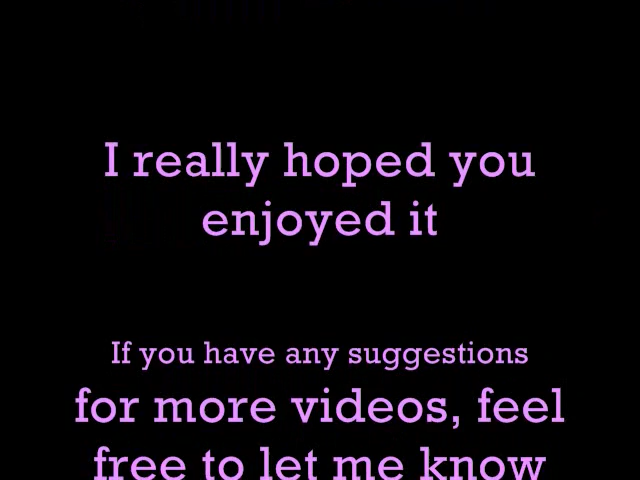 I really hoped you
enjoyed it
If you have any suggestions
for more videos, feel
free to let me know